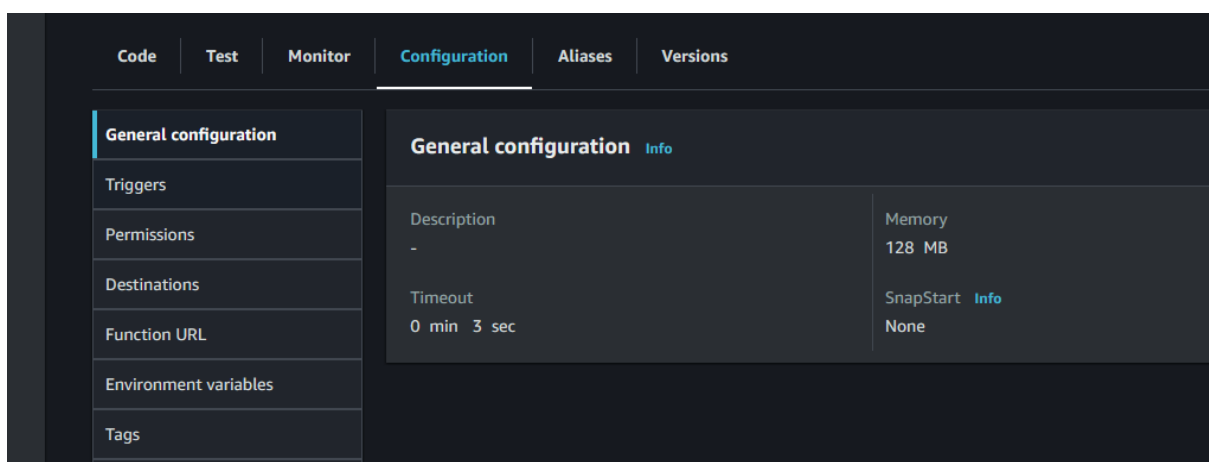 Code Test Monitor Configuration Aliases Versions
General configuration
Triggers
Permissions
Destinations
Function URL
Environment variables
Tags
General configuration Info
Description
-
Timeout
0 min 3 sec
Memory
128 MB
SnapStart Info
None